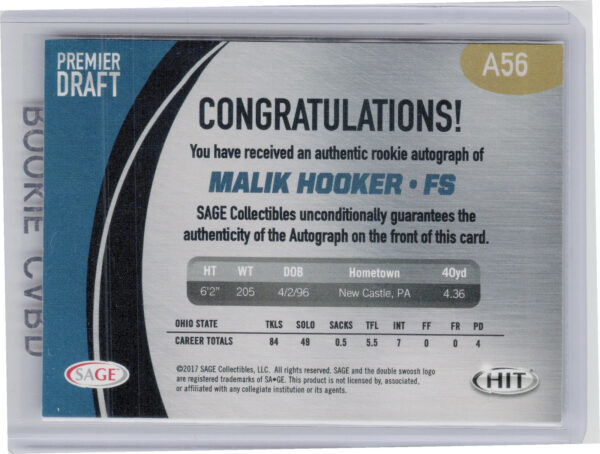 PREMIER
DRAFT
A56
ROOKIE CARD
CONGRATULATIONS!
You have received an authentic rookie autograph of
MALIK HOOKER • FS
SAGE Collectibles unconditionally guarantees the
authenticity of the Autograph on the front of this card.
HT WT DOB Hometown 40yd
6'2" 205 4/2/96 New Castle, PA 4.36
OHIO STATE TKLS SOLO SACKS TFL INT FF FR PD
CAREER TOTALS 84 49 0.5 5.5 7 0 0 4
©2017 SAGE Collectibles, LLC. All rights reserved. SAGE and the double swoosh logo
are registered trademarks of SA•GE. This product is not licensed by, associated,
or affiliated with any collegiate institution or its agents.
SAGE
HIT